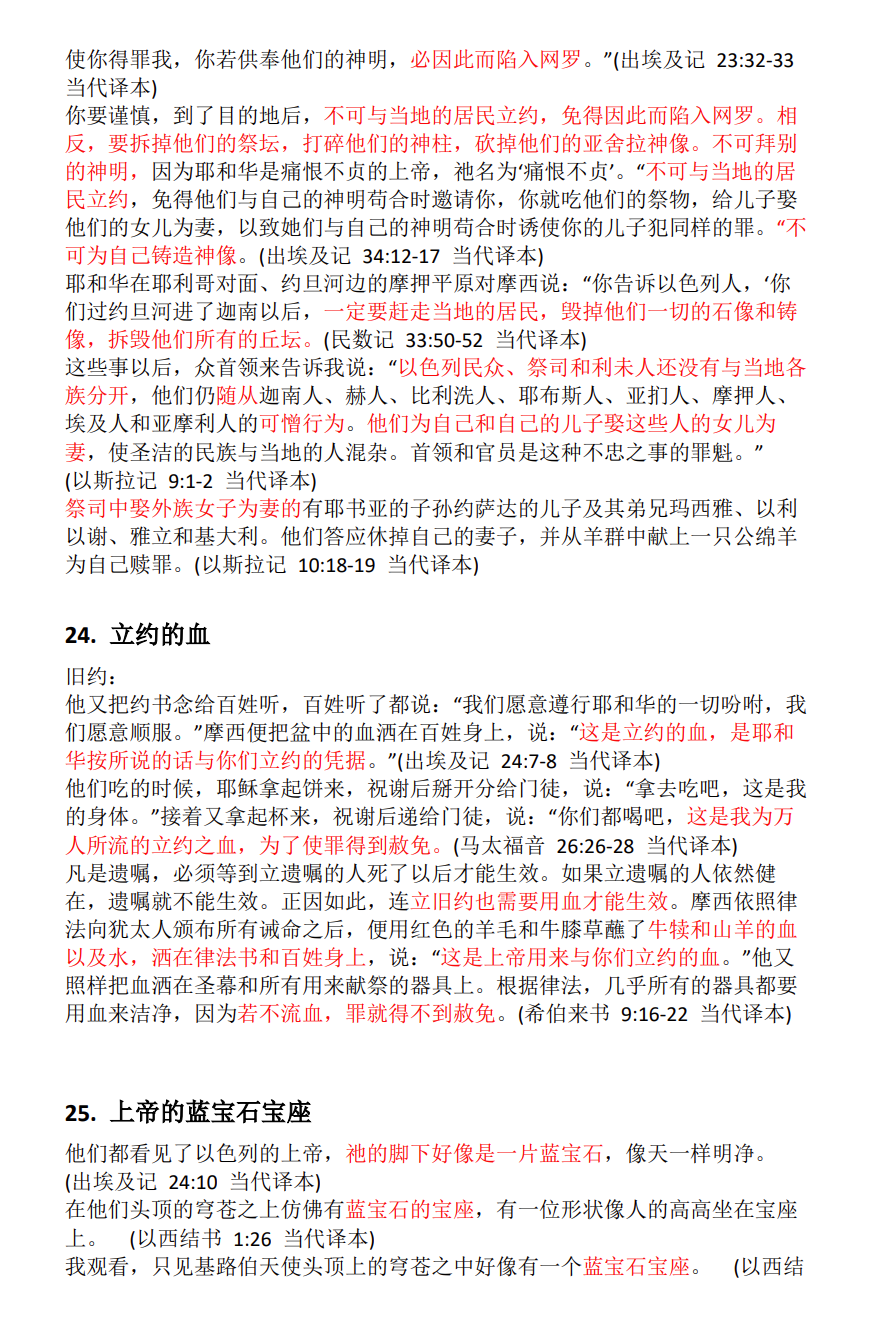 使你得罪我，你若供奉他们的神明，必因此而陷入网罗。”(出埃及记 23:32-33
当代译本)
你要谨慎，到了目的地后，不可与当地的居民立约，免得因此而陷入网罗。相
反，要拆掉他们的祭坛，打碎他们的神柱，砍掉他们的亚舍拉神像。不可拜别
的神明，因为耶和华是痛恨不贞的上帝，祂名为‘痛恨不贞’。“不可与当地的居
民立约，免得他们与自己的神明苟合时邀请你，你就吃他们的祭物，给儿子娶
他们的女儿为妻，以致她们与自己的神明苟合时诱使你的儿子犯同样的罪。“不
可为自己铸造神像。(出埃及记 34:12-17 当代译本)
耶和华在耶利哥对面、约旦河边的摩押平原对摩西说：“你告诉以色列人，‘你
们过约旦河进了迦南以后，一定要赶走当地的居民，毁掉他们一切的石像和铸
像，拆毁他们所有的丘坛。(民数记 33:50-52 当代译本)
这些事以后，众首领来告诉我说：“以色列民众、祭司和利未人还没有与当地各
族分开，他们仍随从迦南人、赫人、比利洗人、耶布斯人、亚扪人、摩押人、
埃及人和亚摩利人的可憎行为。他们为自己和自己的儿子娶这些人的女儿为
妻，使圣洁的民族与当地的人混杂。首领和官员是这种不忠之事的罪魁。”
(以斯拉记 9:1-2 当代译本)
祭司中娶外族女子为妻的有耶书亚的子孙约萨达的儿子及其弟兄玛西雅、以利
以谢、雅立和基大利。他们答应休掉自己的妻子，并从羊群中献上一只公绵羊
为自己赎罪。(以斯拉记 10:18-19 当代译本)
24. 立约的血
旧约：
他又把约书念给百姓听，百姓听了都说：“我们愿意遵行耶和华的一切吩咐，我
们愿意顺服。”摩西便把盆中的血洒在百姓身上，说：“这是立约的血，是耶和
华按所说的话与你们立约的凭据。”(出埃及记 24:7-8 当代译本)
他们吃的时候，耶稣拿起饼来，祝谢后掰开分给门徒，说：“拿去吃吧，这是我
的身体。”接着又拿起杯来，祝谢后递给门徒，说：“你们都喝吧，这是我为万
人所流的立约之血，为了使罪得到赦免。(马太福音 26:26-28 当代译本)
凡是遗嘱，必须等到立遗嘱的人死了以后才能生效。如果立遗嘱的人依然健
在，遗嘱就不能生效。正因如此，连立旧约也需要用血才能生效。摩西依照律
法向犹太人颁布所有诫命之后，便用红色的羊毛和牛膝草蘸了牛犊和山羊的血
以及水，洒在律法书和百姓身上，说：“这是上帝用来与你们立约的血。”他又
照样把血洒在圣幕和所有用来献祭的器具上。根据律法，几乎所有的器具都要
用血来洁净，因为若不流血，罪就得不到赦免。(希伯来书 9:16-22 当代译本)
25. 上帝的蓝宝石宝座
他们都看见了以色列的上帝，祂的脚下好像是一片蓝宝石，像天一样明净。
(出埃及记 24:10 当代译本)
在他们头顶的穹苍之上仿佛有蓝宝石的宝座，有一位形状像人的高高坐在宝座
上。 (以西结书 1:26 当代译本)
我观看，只见基路伯天使头顶上的穹苍之中好像有一个蓝宝石宝座。 (以西结